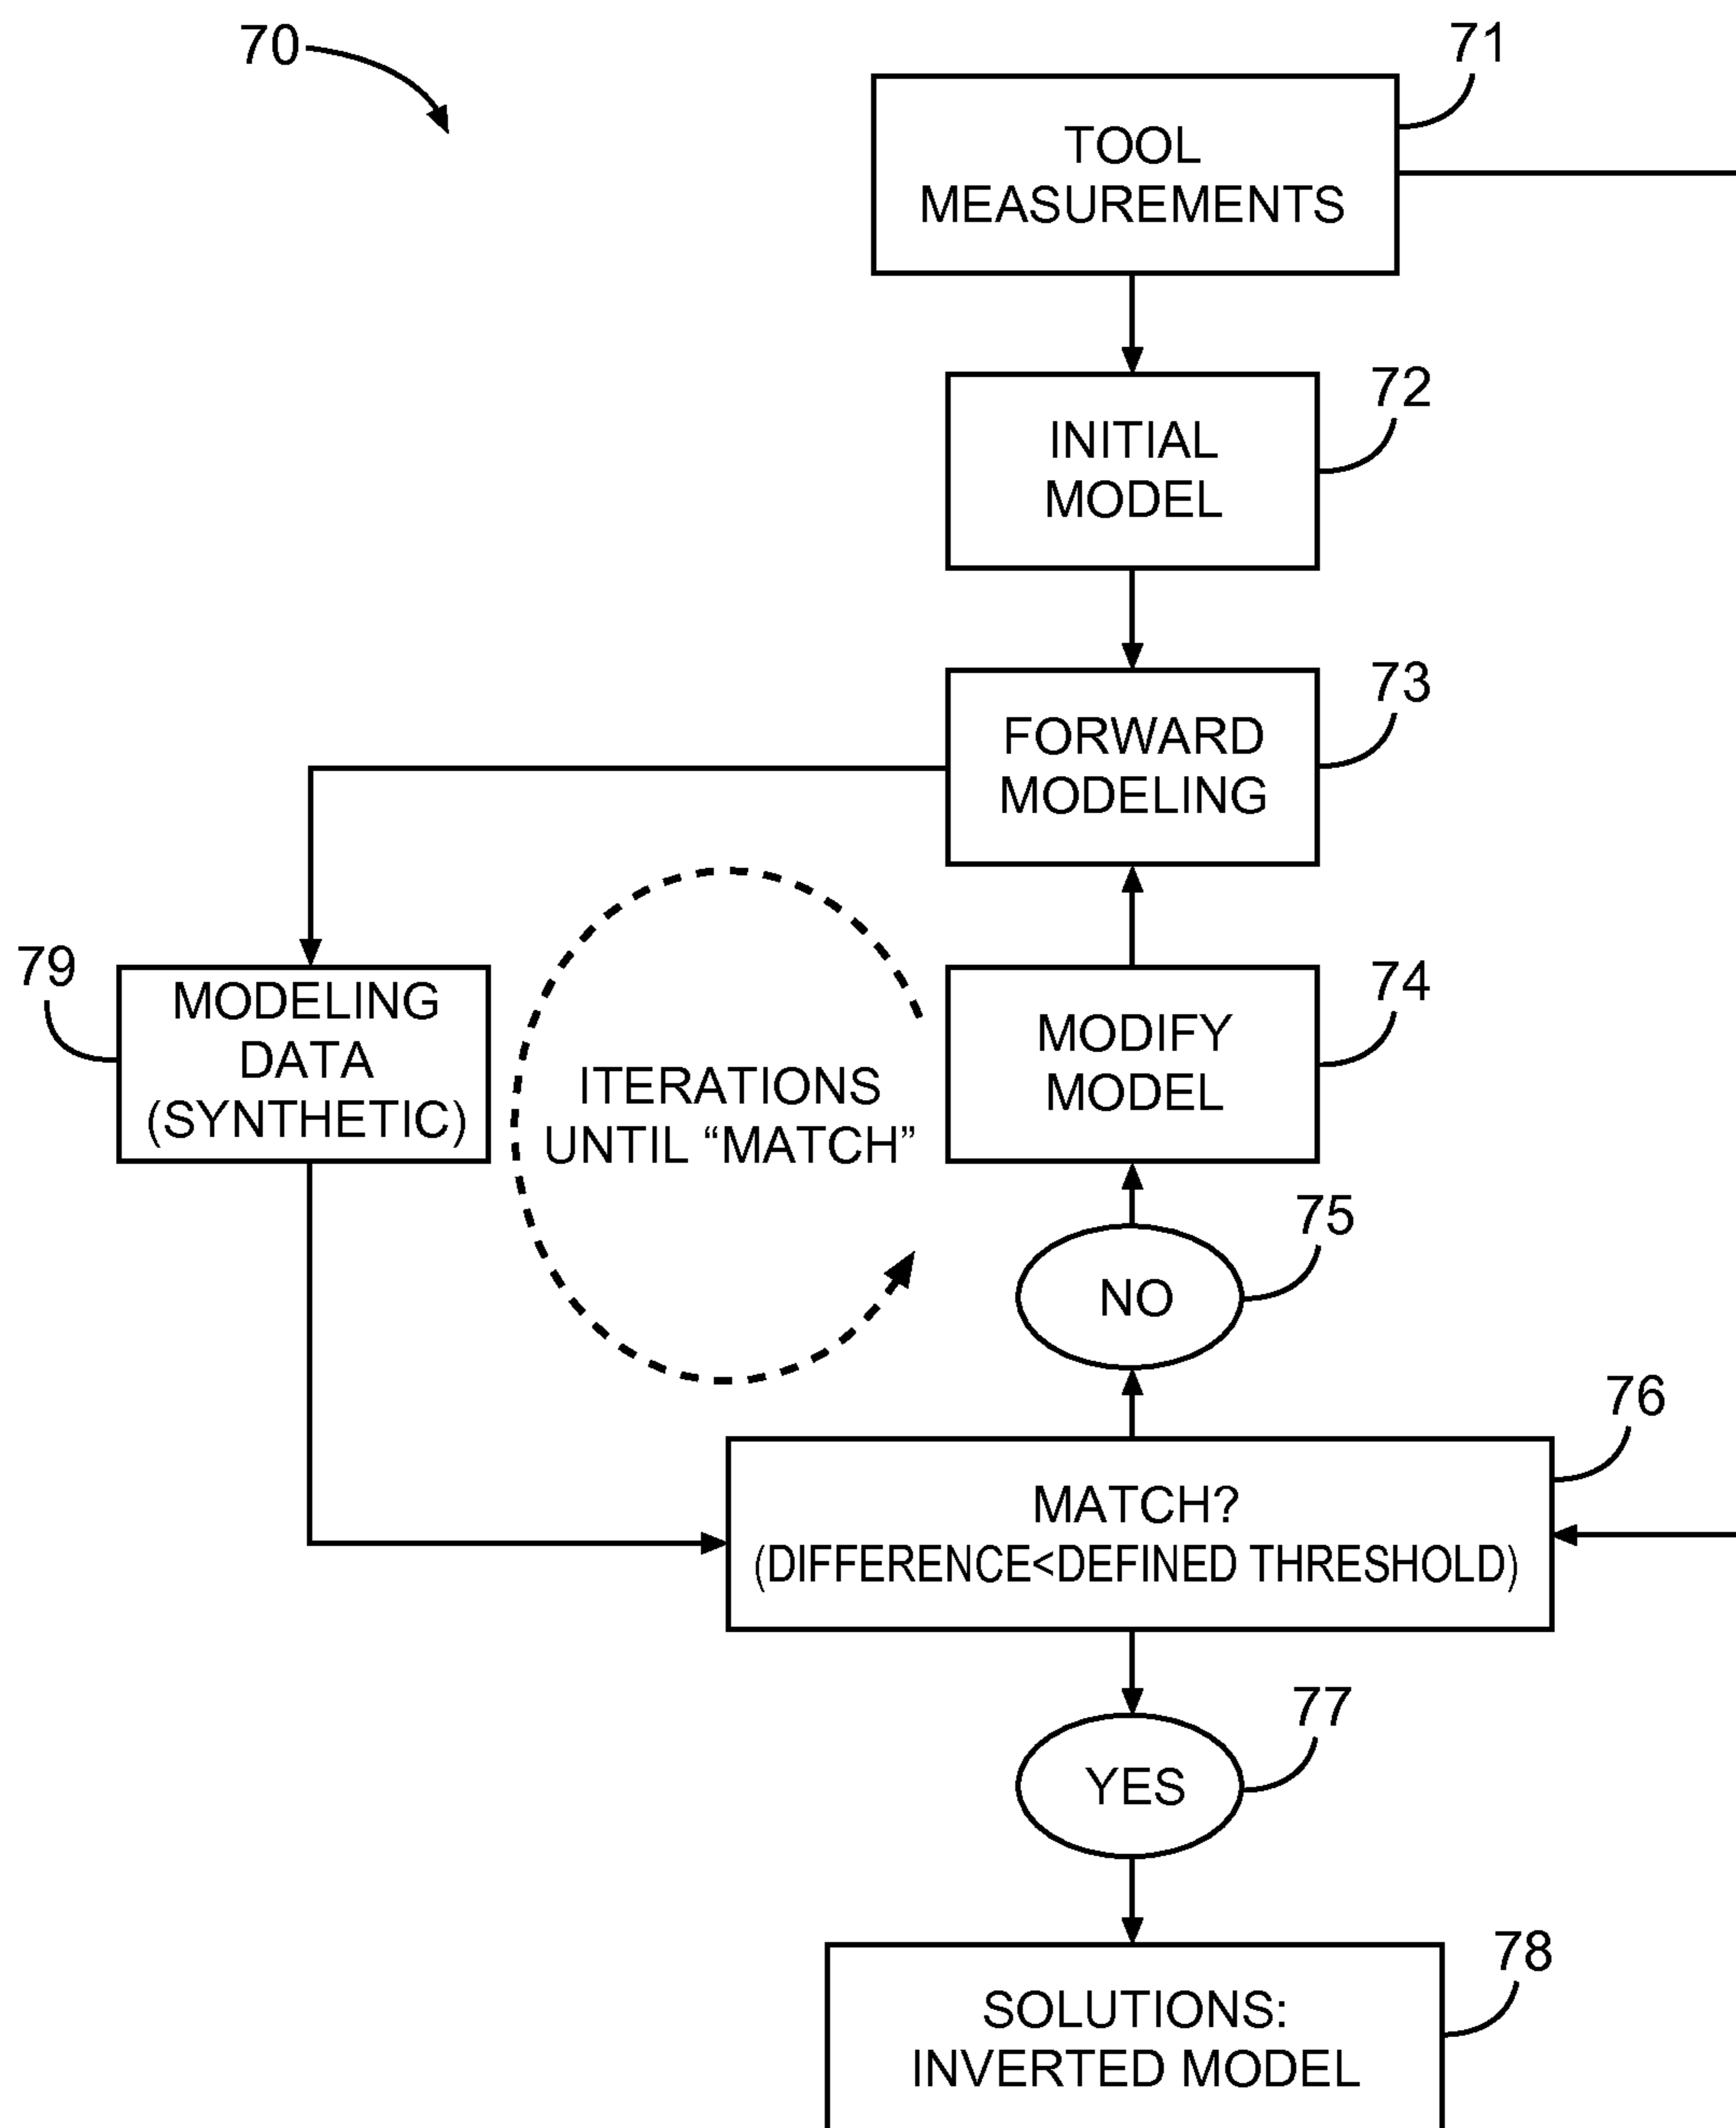 70
71
TOOL
MEASUREMENTS
72
INITIAL
MODEL
73
FORWARD
MODELING
79
MODELING
DATA
(SYNTHETIC)
ITERATIONS
UNTIL “MATCH”
74
MODIFY
MODEL
75
NO
76
MATCH?
(DIFFERENCE<DEFINED THRESHOLD)
77
YES
78
SOLUTIONS:
INVERTED MODEL